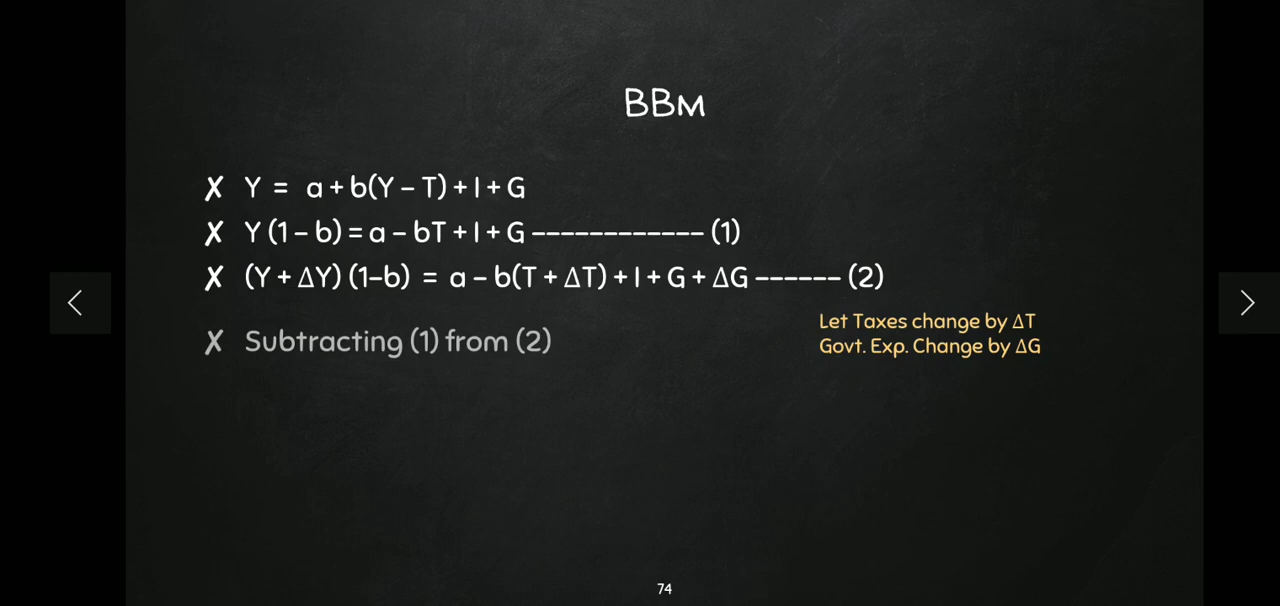 BBM
✗ Y = a + b(Y – T) + I + G
✗ Y (1 – b) = a – bT + I + G ------------ (1)
✗ (Y + ΔY) (1–b) = a – b(T + ΔT) + I + G + ΔG ------ (2)
✗ Subtracting (1) from (2)
Let Taxes change by ΔT
Govt. Exp. Change by ΔG
74